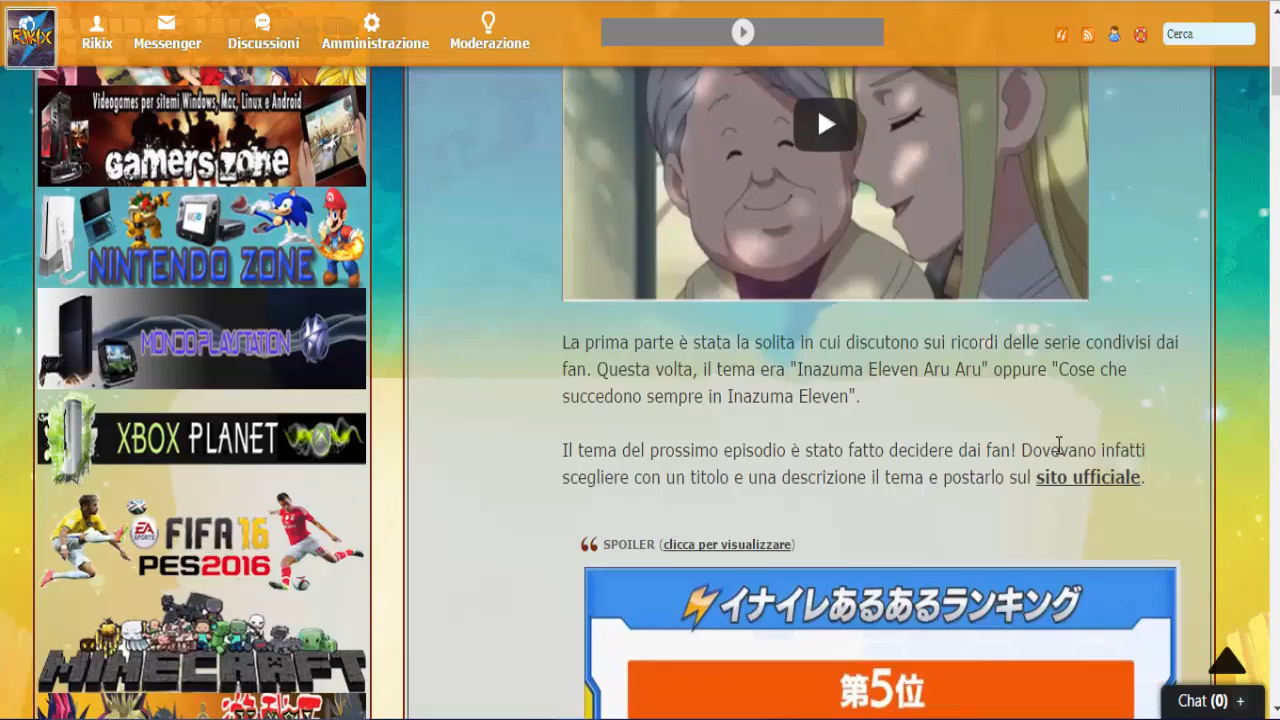 RIKIX
Rikix
Messenger
Discussioni
Amministrazione
Moderazione
Cerca
Videogames per sitemi Windows, Mac, Linux e Android
GAMERS ZONE
NINTENDO ZONE
MONDO PLAYSTATION
XBOX PLANET
EA SPORTS
FIFA 16
PES2016
MINECRAFT
La prima parte è stata la solita in cui discutono sui ricordi delle serie condivisi dai
fan. Questa volta, il tema era "Inazuma Eleven Aru Aru" oppure "Cose che
succedono sempre in Inazuma Eleven".
Il tema del prossimo episodio è stato fatto decidere dai fan! Dovevano infatti
scegliere con un titolo e una descrizione il tema e postarlo sul sito ufficiale.
SPOILER (clicca per visualizzare)
イナイレあるあるランキング
第5位
Chat (0) +